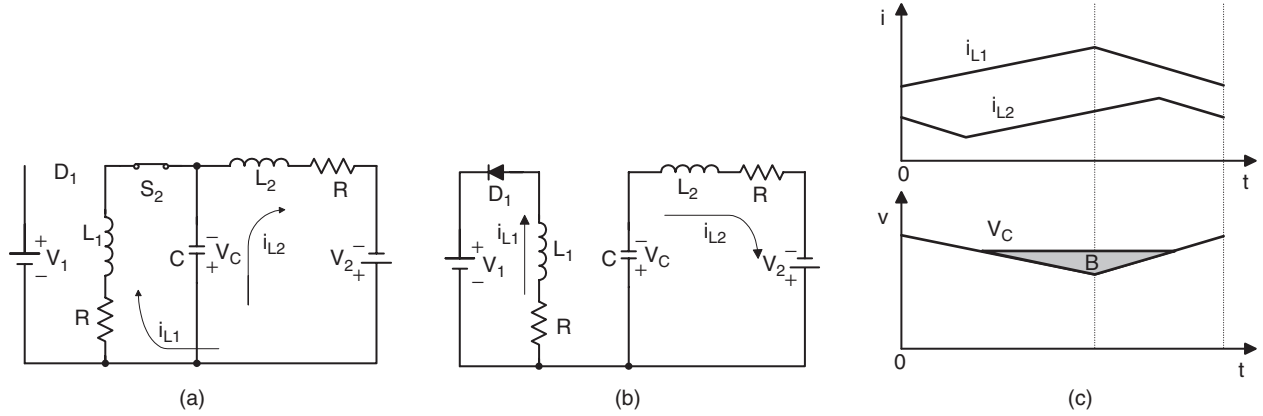 D1
S2
L2
R
L1
+
V1
−
C
−
VC
+
iL2
−
V2
+
R
iL1
(a)
D1
L2
R
iL1
L1
+
V1
−
C
−
VC
+
iL2
−
V2
+
R
(b)
i
iL1
iL2
0
t
v
VC
B
0
t
(c)